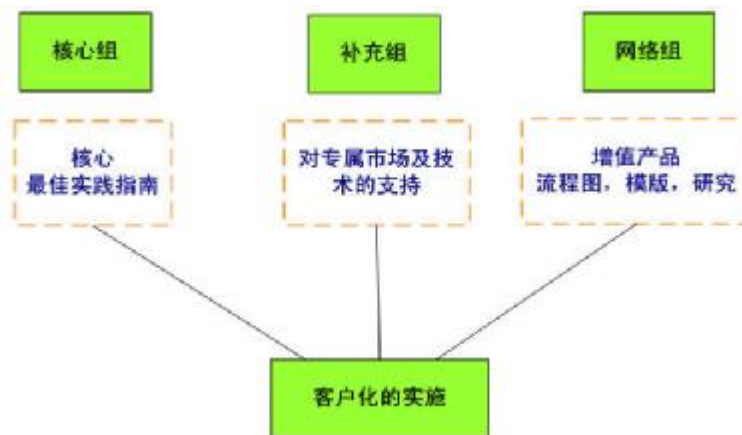 核心组
补充组
网络组
核心
最佳实践指南
对专属市场及技
术的支持
增值产品
流程图，模版，研究
客户化的实施